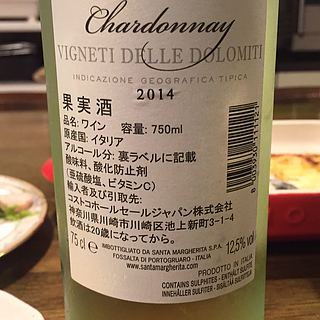 Chardonnay
VIGNETI DELLE DOLOMITI
INDICAZIONE GEOGRAFICA TIPICA
2014
果実酒
品名: ワイン 容量: 750ml
原産国: イタリア
アルコール分: 裏ラベルに記載
酸味料、酸化防止剤
(亜硫酸塩、ビタミンC)
輸入者及び引取先:
コストコホールセールジャパン株式会社
神奈川県川崎市川崎区池上新町3-1-4
飲酒は20歳になってから。
75 cl e
12,5% vol
IMBOTTIGLIATO DA SANTA MARGHERITA S.P.A.
FOSSALTA DI PORTOGRUARO - ITALIA
www.santamargherita.com
PRODOTTO IN ITALIA
CONTAINS SULPHITES - ENTHÄLT SULFITE
INNEHÅLLER SULFITER - SISÄLTÄÄ SULFIITTEJA